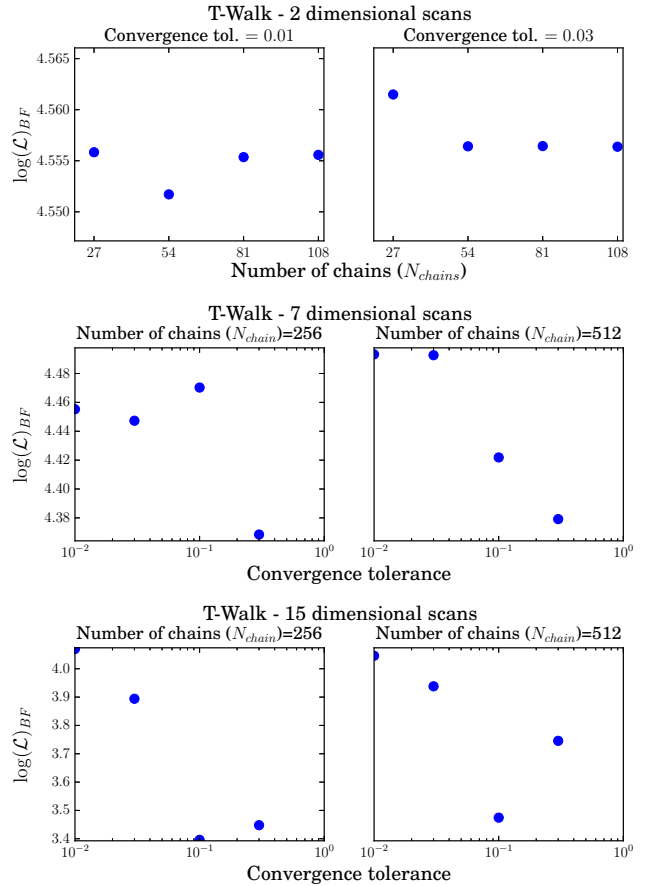 T-Walk - 2 dimensional scans
Convergence tol. = 0.01 Convergence tol. = 0.03
4.565
4.560
4.555
4.550
log(ℒ)BF
27 54 81 108 27 54 81 108
Number of chains (Nchains)
T-Walk - 7 dimensional scans
Number of chains (Nchain)=256 Number of chains (Nchain)=512
4.48
4.46
4.44
4.42
4.40
4.38
log(ℒ)BF
10⁻² 10⁻¹ 10⁰ 10⁻² 10⁻¹ 10⁰
Convergence tolerance
T-Walk - 15 dimensional scans
Number of chains (Nchain)=256 Number of chains (Nchain)=512
4.0
3.9
3.8
3.7
3.6
3.5
3.4
log(ℒ)BF
10⁻² 10⁻¹ 10⁰ 10⁻² 10⁻¹ 10⁰
Convergence tolerance